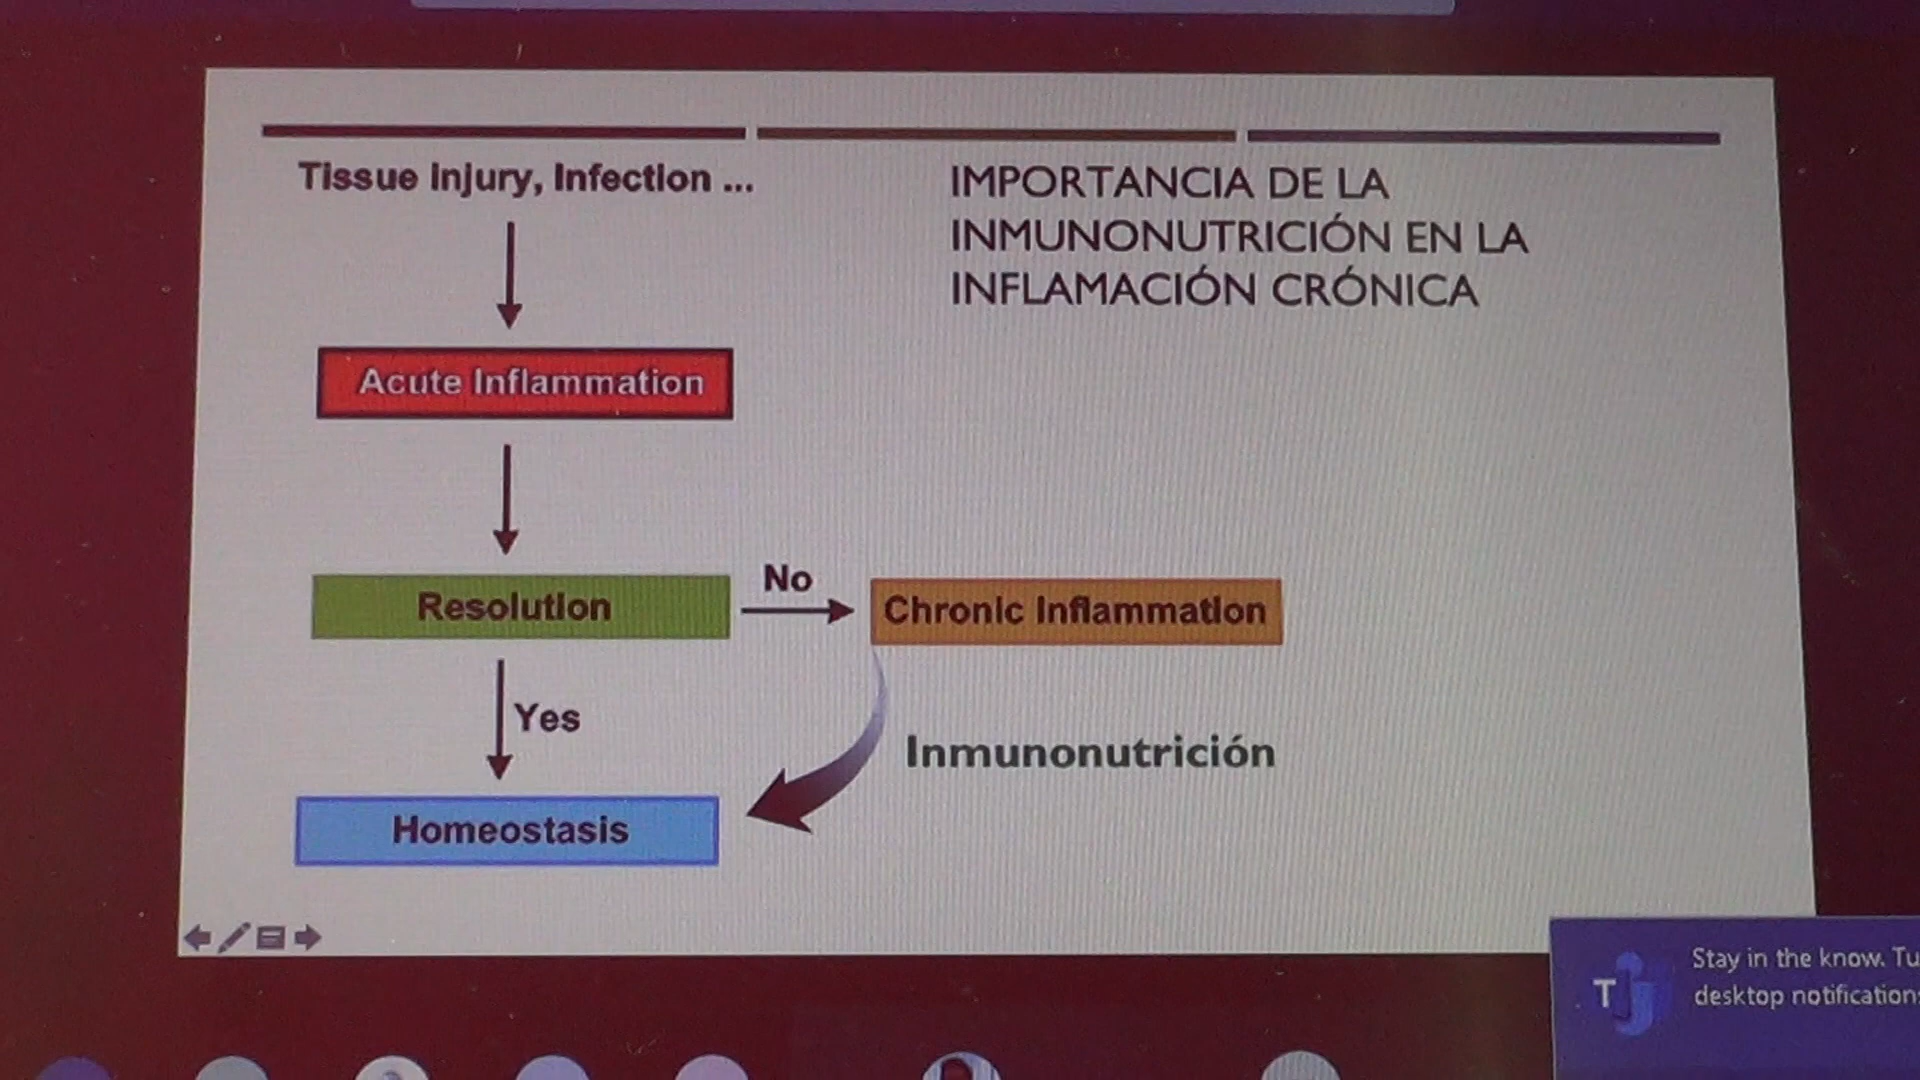 Tissue Injury, Infection ...
IMPORTANCIA DE LA
INMUNONUTRICIÓN EN LA
INFLAMACIÓN CRÓNICA
Acute Inflammation
Resolution
No
Chronic Inflammation
Yes
Inmunonutrición
Homeostasis
T
Stay in the know. Tu
desktop notifications